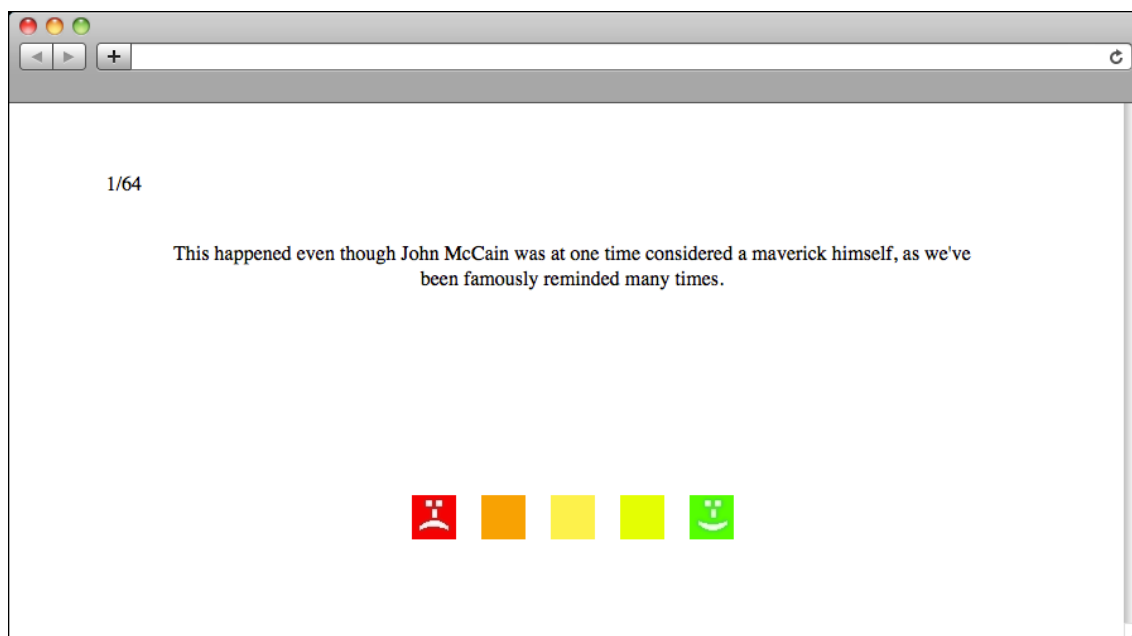 1/64
This happened even though John McCain was at one time considered a maverick himself, as we've
been famously reminded many times.